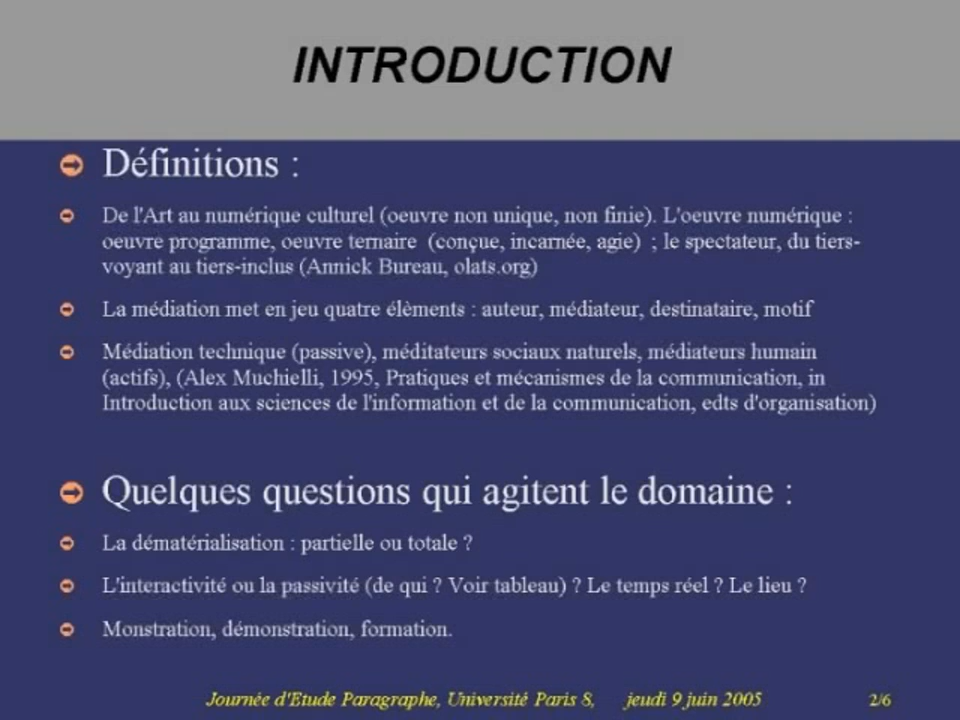 INTRODUCTION
Définitions :
De l'Art au numérique culturel (oeuvre non unique, non finie). L'oeuvre numérique :
oeuvre programme, oeuvre ternaire (conçue, incarnée, agie) ; le spectateur, du tiers-
voyant au tiers-inclus (Annick Bureau, olats.org)
La médiation met en jeu quatre élèments : auteur, médiateur, destinataire, motif
Médiation technique (passive), méditateurs sociaux naturels, médiateurs humain
(actifs), (Alex Muchielli, 1995, Pratiques et mécanismes de la communication, in
Introduction aux sciences de l'information et de la communication, edts d'organisation)
Quelques questions qui agitent le domaine :
La dématérialisation : partielle ou totale ?
L'interactivité ou la passivité (de qui ? Voir tableau) ? Le temps réel ? Le lieu ?
Monstration, démonstration, formation.
Journée d'Etude Paragraphe, Université Paris 8, jeudi 9 juin 2005 2/6